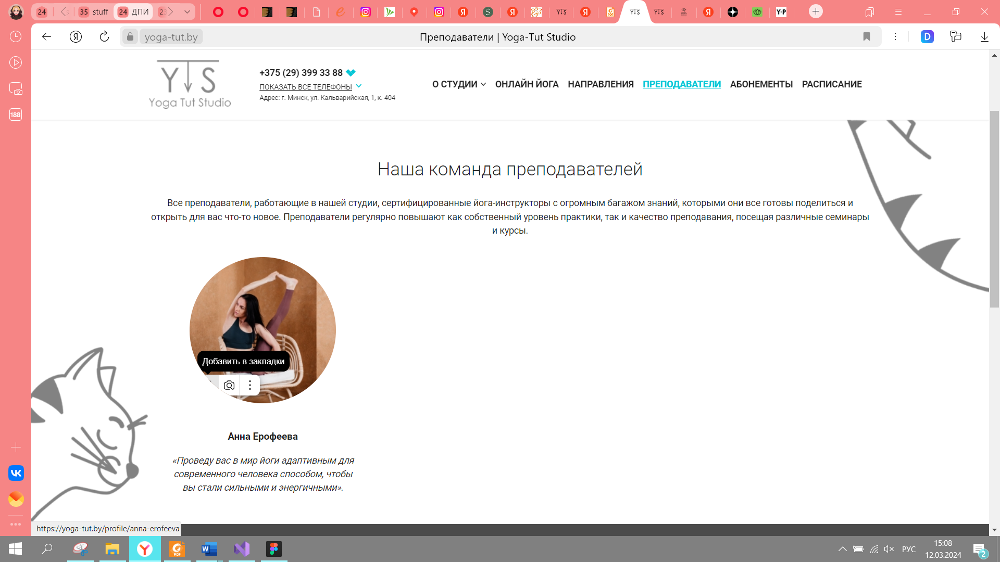 24
35 stuff
24 ДПИ
yoga-tut.by
Преподаватели | Yoga-Tut Studio
188
YTS
Yoga Tut Studio
+375 (29) 399 33 88
ПОКАЗАТЬ ВСЕ ТЕЛЕФОНЫ
Адрес: г. Минск, ул. Кальварийская, 1, к. 404
О СТУДИИ ОНЛАЙН ЙОГА НАПРАВЛЕНИЯ ПРЕПОДАВАТЕЛИ АБОНЕМЕНТЫ РАСПИСАНИЕ
Наша команда преподавателей
Все преподаватели, работающие в нашей студии, сертифицированные йога-инструкторы с огромным багажом знаний, которыми они все готовы поделиться и
открыть для вас что-то новое. Преподаватели регулярно повышают как собственный уровень практики, так и качество преподавания, посещая различные семинары
и курсы.
Добавить в закладки
Анна Ерофеева
«Проведу вас в мир йоги адаптивным для
современного человека способом, чтобы
вы стали сильными и энергичными».
https://yoga-tut.by/profile/anna-erofeeva
РУС
15:08
12.03.2024
2